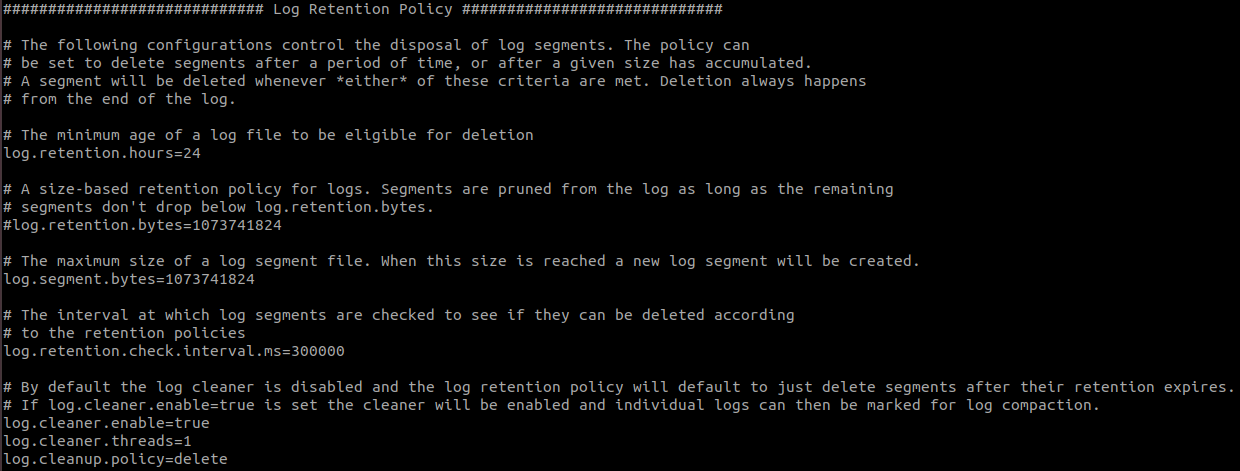 ############################# Log Retention Policy #############################
# The following configurations control the disposal of log segments. The policy can
# be set to delete segments after a period of time, or after a given size has accumulated.
# A segment will be deleted whenever *either* of these criteria are met. Deletion always happens
# from the end of the log.
# The minimum age of a log file to be eligible for deletion
log.retention.hours=24
# A size-based retention policy for logs. Segments are pruned from the log as long as the remaining
# segments don't drop below log.retention.bytes.
#log.retention.bytes=1073741824
# The maximum size of a log segment file. When this size is reached a new log segment will be created.
log.segment.bytes=1073741824
# The interval at which log segments are checked to see if they can be deleted according
# to the retention policies
log.retention.check.interval.ms=300000
# By default the log cleaner is disabled and the log retention policy will default to just delete segments after their retention expires.
# If log.cleaner.enable=true is set the cleaner will be enabled and individual logs can then be marked for log compaction.
log.cleaner.enable=true
log.cleaner.threads=1
log.cleanup.policy=delete